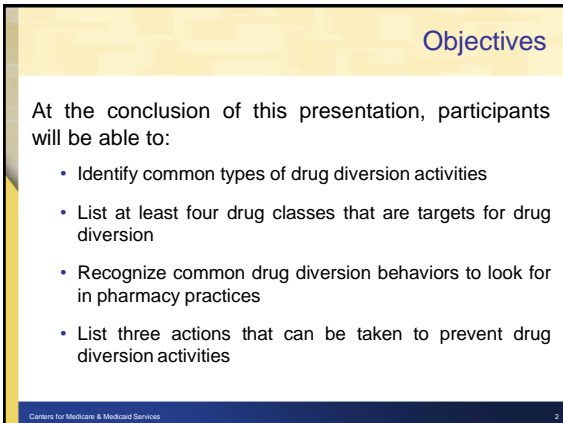 Objectives
At the conclusion of this presentation, participants
will be able to:
• Identify common types of drug diversion activities
• List at least four drug classes that are targets for drug
diversion
• Recognize common drug diversion behaviors to look for
in pharmacy practices
• List three actions that can be taken to prevent drug
diversion activities
Centers for Medicare & Medicaid Services 2